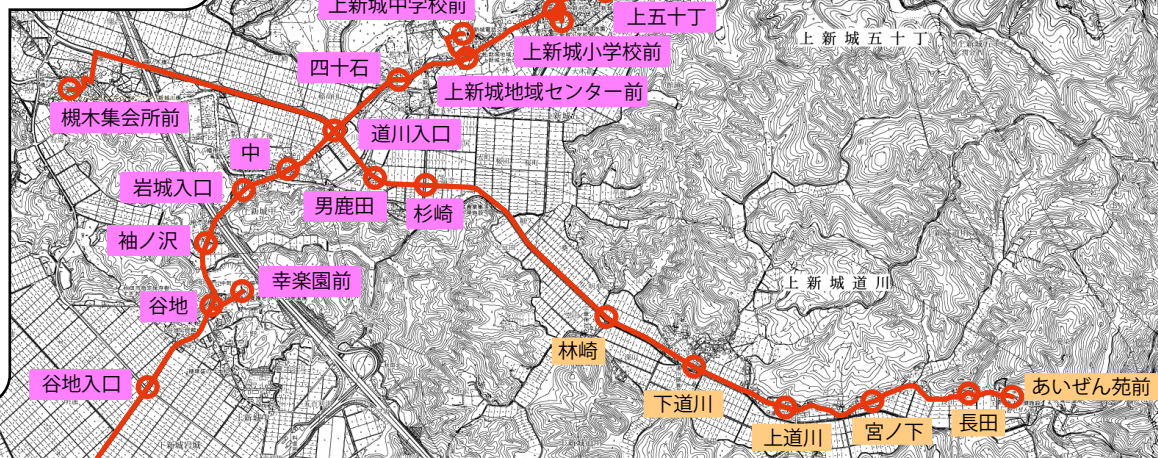 上新城中学校前
上五十丁
上新城五十丁
上新城小学校前
四十石
上新城地域センター前
槻木集会所前
道川入口
中
岩城入口
男鹿田
杉崎
袖ノ沢
幸楽園前
上新城道川
谷地
林崎
谷地入口
あいぜん苑前
下道川
上道川
宮ノ下
長田